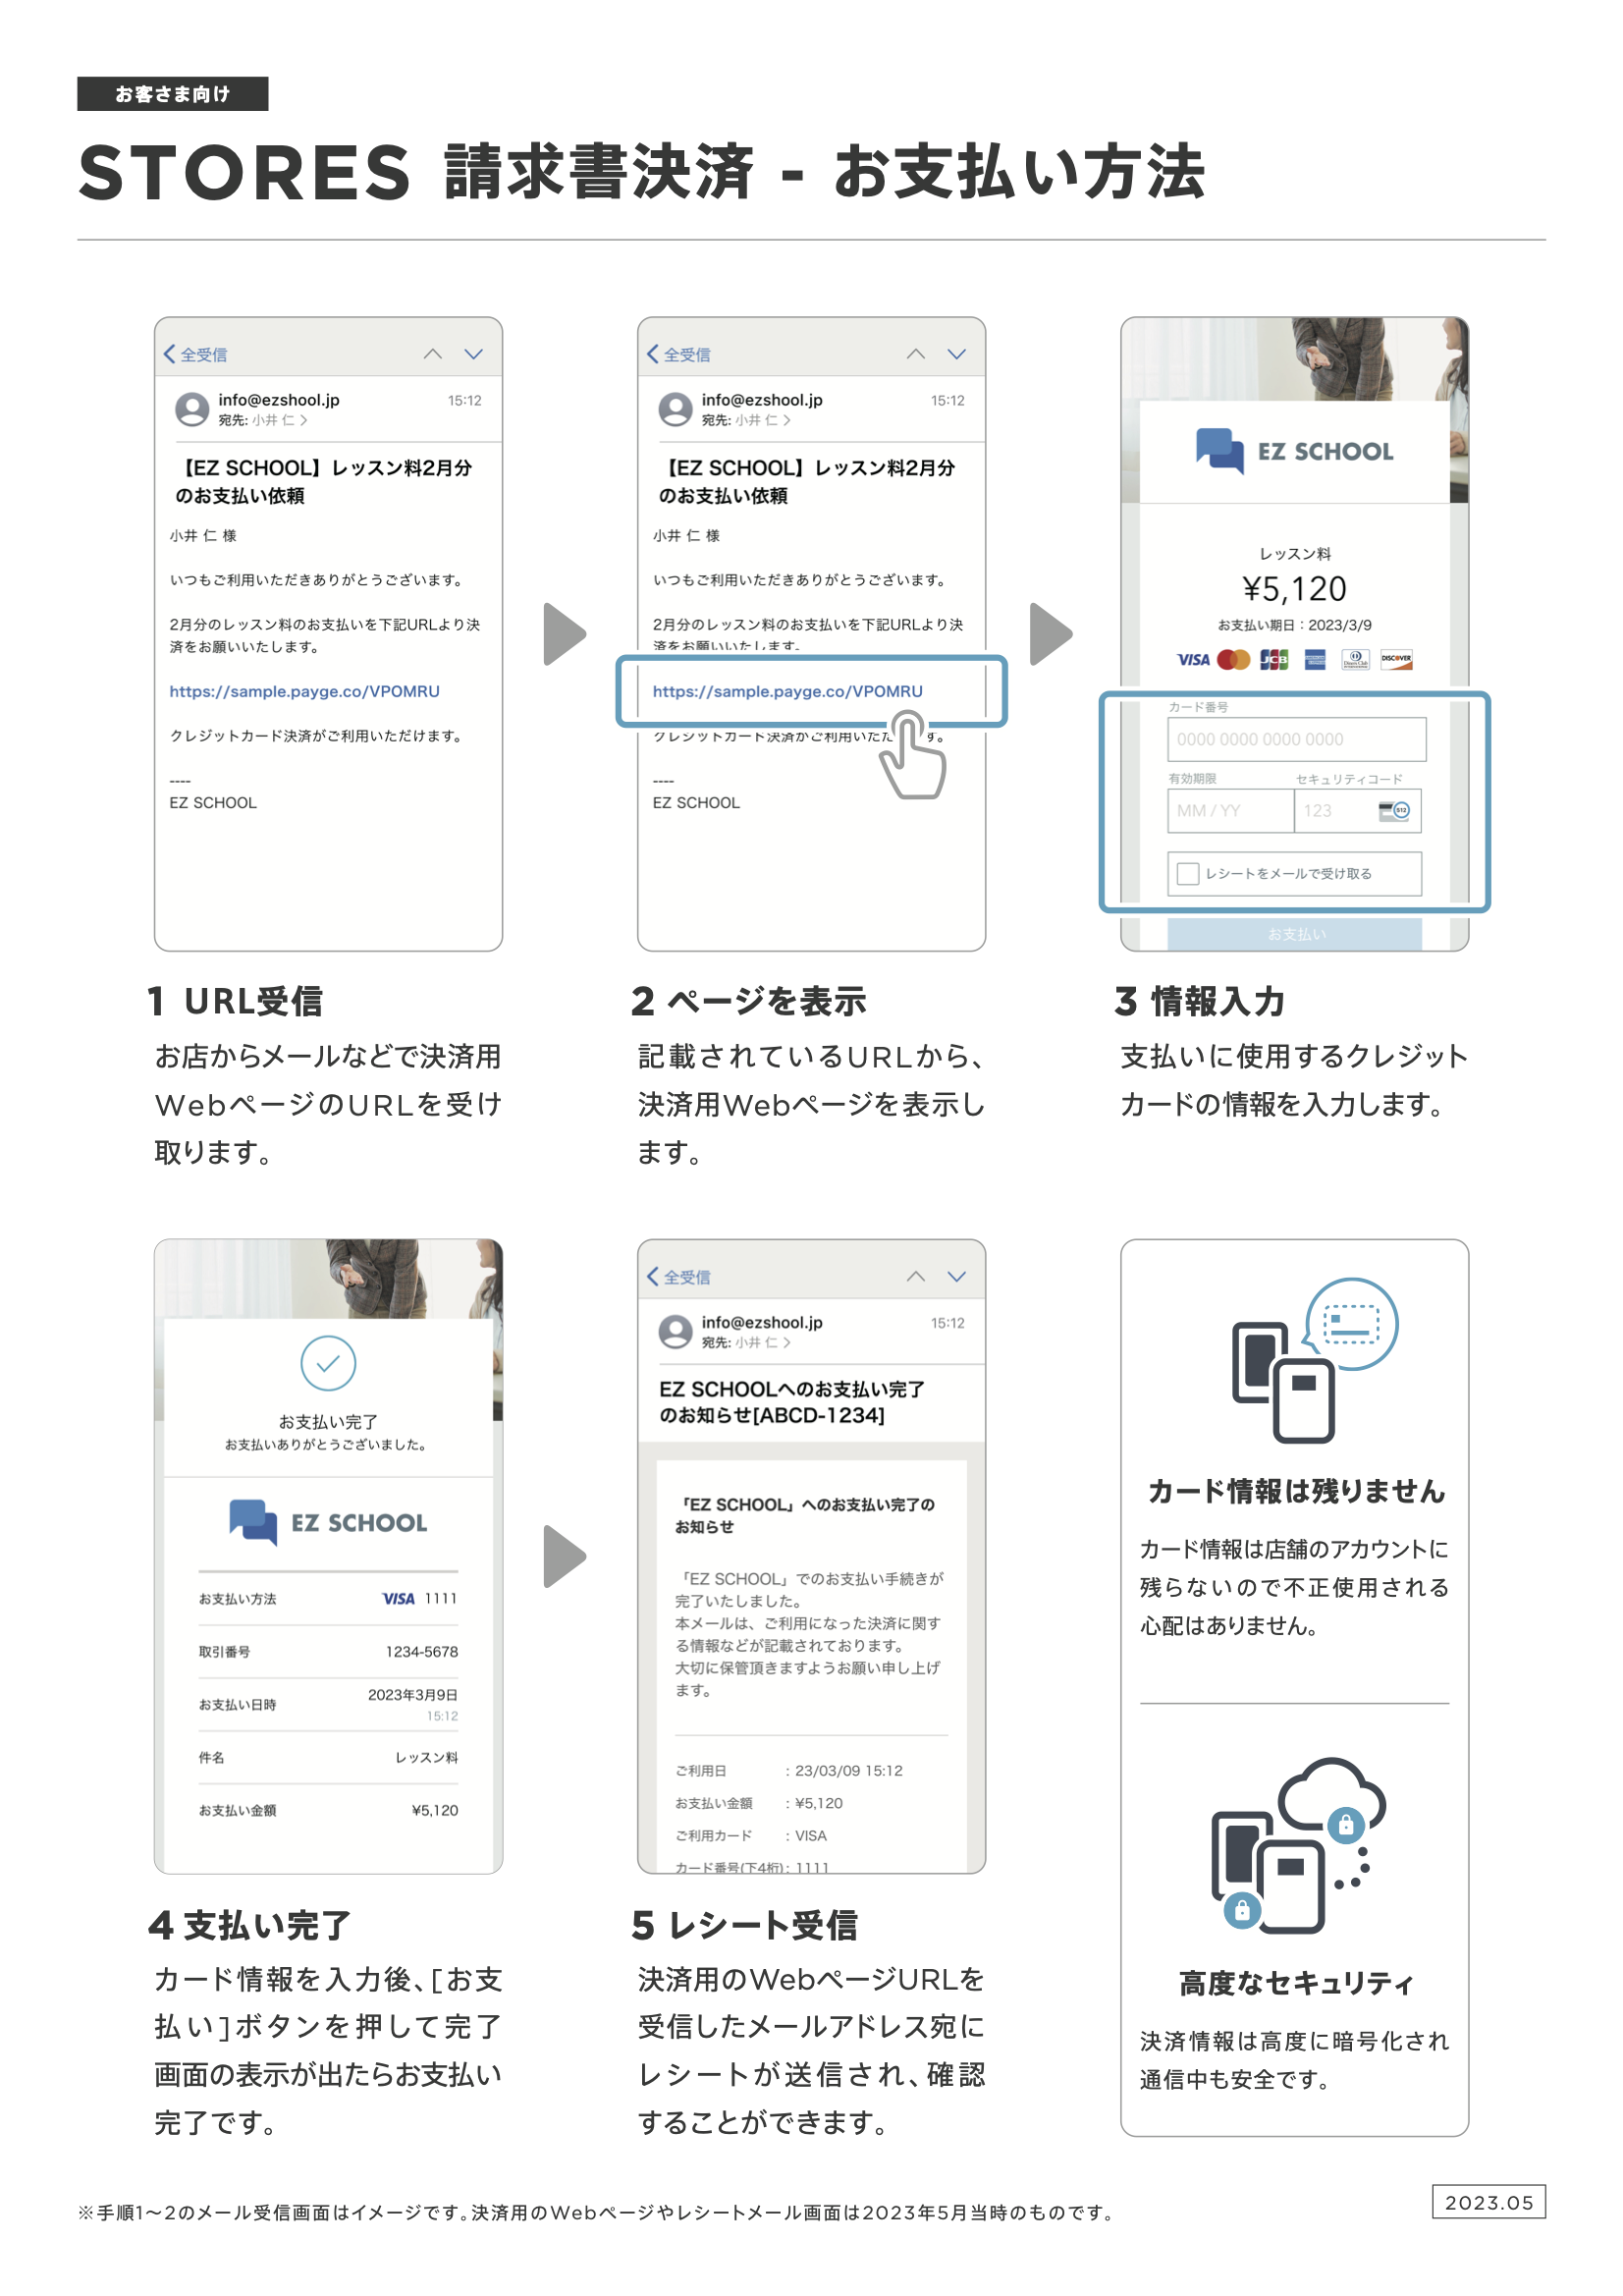 お客さま向け
STORES 請求書決済 - お支払い方法
全受信
info@ezshool.jp
15:12
宛先: 小井 仁
【EZ SCHOOL】レッスン料2月分
のお支払い依頼
小井 仁 様
いつもご利用いただきありがとうございます。
2月分のレッスン料のお支払いを下記URLより決
済をお願いいたします。
https://sample.payge.co/VPOMRU
クレジットカード決済がご利用いただけます。
----
EZ SCHOOL
1 URL受信
お店からメールなどで決済用
WebページのURLを受け
取ります。
全受信
info@ezshool.jp
15:12
宛先: 小井 仁
【EZ SCHOOL】レッスン料2月分
のお支払い依頼
小井 仁 様
いつもご利用いただきありがとうございます。
2月分のレッスン料のお支払いを下記URLより決
済をお願いいたします。
https://sample.payge.co/VPOMRU
クレジットカード決済がご利用いただ す。
----
EZ SCHOOL
2 ページを表示
記載されているURLから、
決済用Webページを表示し
ます。
EZ SCHOOL
レッスン料
¥5,120
お支払い期日：2023/3/9
VISA JCB AMERICAN EXPRESS Diners Club DISCOVER
カード番号
0000 0000 0000 0000
有効期限 セキュリティコード
MM / YY 123
レシートをメールで受け取る
お支払い
3 情報入力
支払いに使用するクレジット
カードの情報を入力します。
お支払い完了
お支払いありがとうございました。
EZ SCHOOL
お支払い方法 VISA 1111
取引番号 1234-5678
お支払い日時 2023年3月9日
15:12
件名 レッスン料
お支払い金額 ¥5,120
4 支払い完了
カード情報を入力後、[お支
払い]ボタンを押して完了
画面の表示が出たらお支払い
完了です。
全受信
info@ezshool.jp
15:12
宛先: 小井 仁
EZ SCHOOLへのお支払い完了
のお知らせ[ABCD-1234]
「EZ SCHOOL」へのお支払い完了の
お知らせ
「EZ SCHOOL」でのお支払い手続きが
完了いたしました。
本メールは、ご利用になった決済に関す
る情報などが記載されております。
大切に保管頂きますようお願い申し上げ
ます。
ご利用日 : 23/03/09 15:12
お支払い金額 : ¥5,120
ご利用カード : VISA
カード番号(下4桁) : 1111
5 レシート受信
決済用のWebページURLを
受信したメールアドレス宛に
レシートが送信され、確認
することができます。
カード情報は残りません
カード情報は店舗のアカウントに
残らないので不正使用される
心配はありません。
高度なセキュリティ
決済情報は高度に暗号化され
通信中も安全です。
※手順1〜2のメール受信画面はイメージです。決済用のWebページやレシートメール画面は2023年5月当時のものです。
2023.05